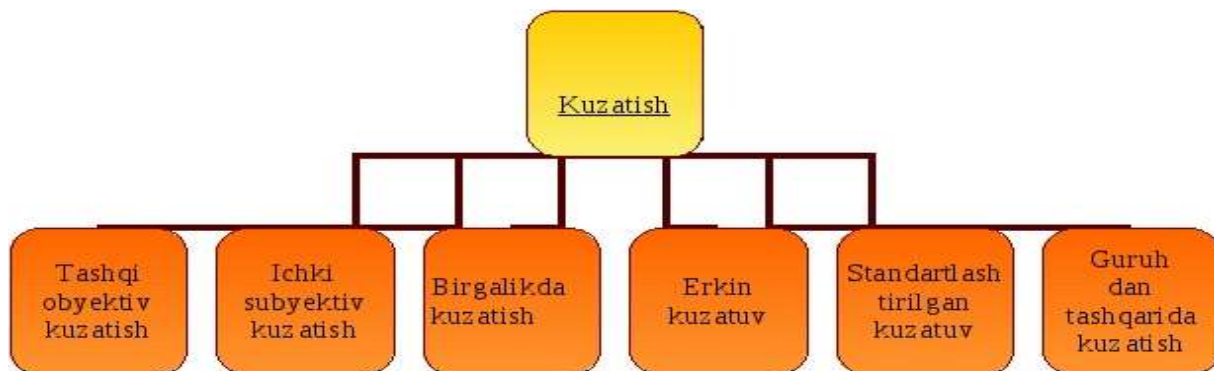 Kuzatish
Tashqi
obyektiv
kuzatish
Ichki
subyektiv
kuzatish
Birgalikda
kuzatish
Erkin
kuzatuv
Standartlash
tirilgan
kuzatuv
Guruh
dan
tashqarida
kuzatish